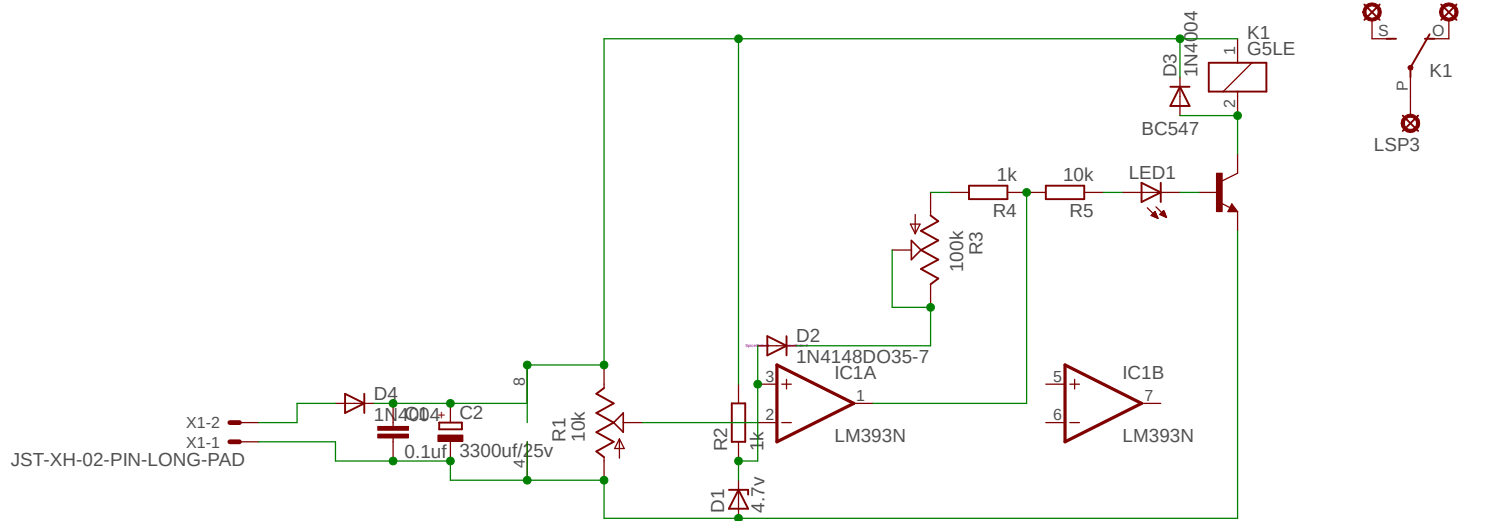 1N4004
D3
K1
G5LE
1
2
BC547
S
O
K1
P
LSP3
1k
R4
10k
R5
LED1
100k
R3
D2
1N4148DO35-7
IC1A
3
+
2
−
1
LM393N
IC1B
5
+
6
−
7
LM393N
8
4
D4
1N4004
C1
+
C2
0.1uf
3300uf/25v
X1-2
X1-1
JST-XH-02-PIN-LONG-PAD
R1
10k
R2
1k
D1
4.7v